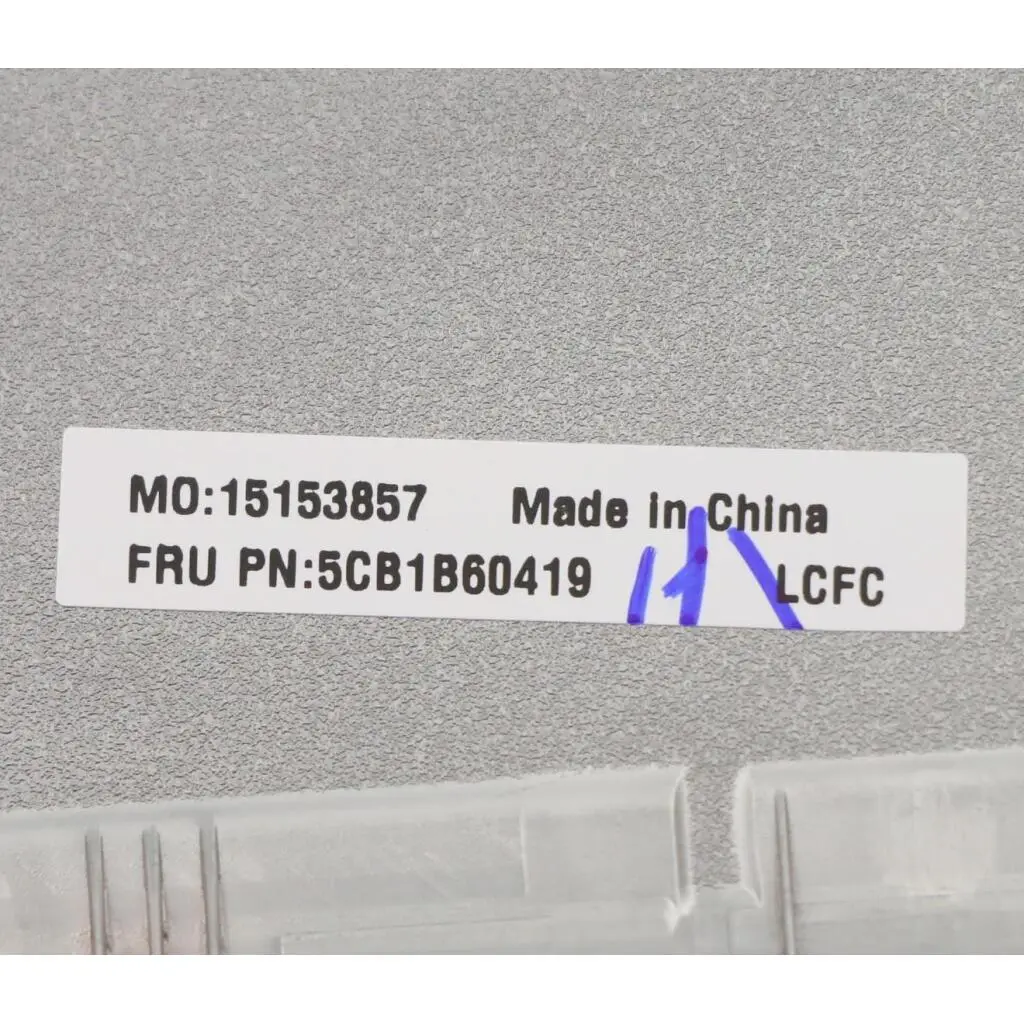 MO:15153857 Made in China
FRU PN:5CB1B60419 LCFC